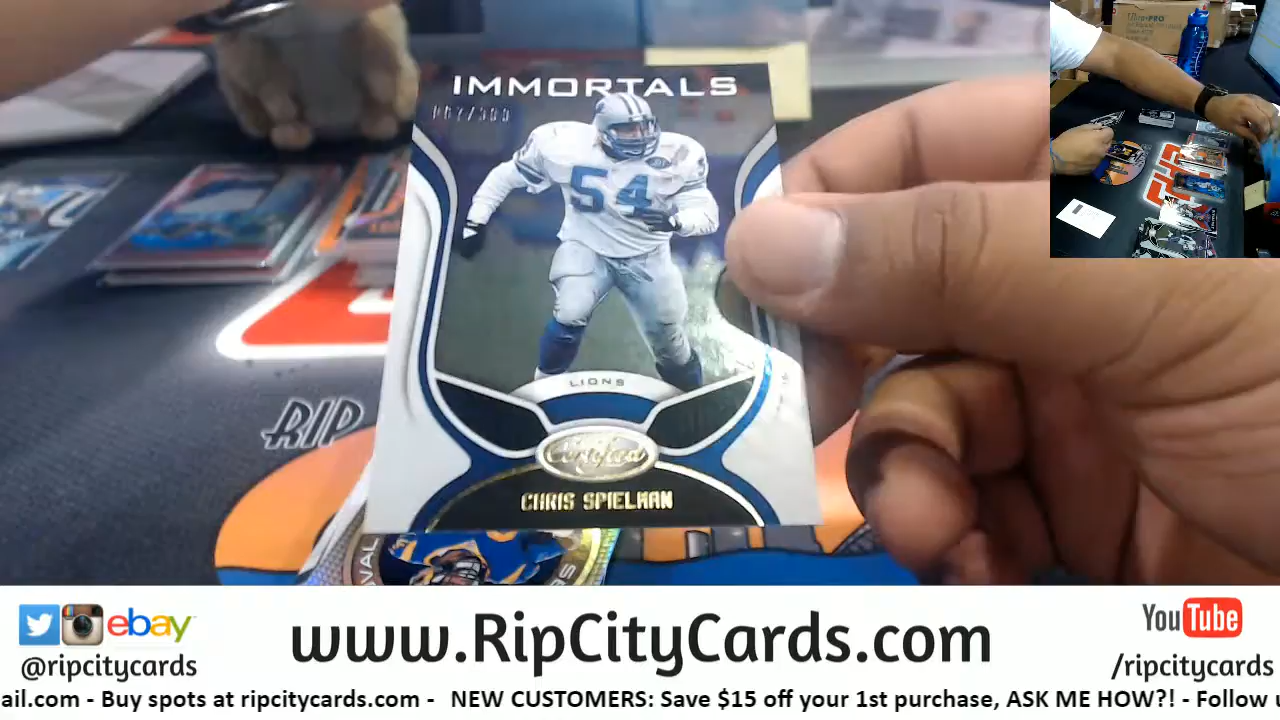 IMMORTALS
54
LIONS
Certified
CHRIS SPIELMAN
RIP
ebay
www.RipCityCards.com
YouTube
@ripcitycards
/ripcitycards
ail.com - Buy spots at ripcitycards.com - NEW CUSTOMERS: Save $15 off your 1st purchase, ASK ME HOW?! - Follow u